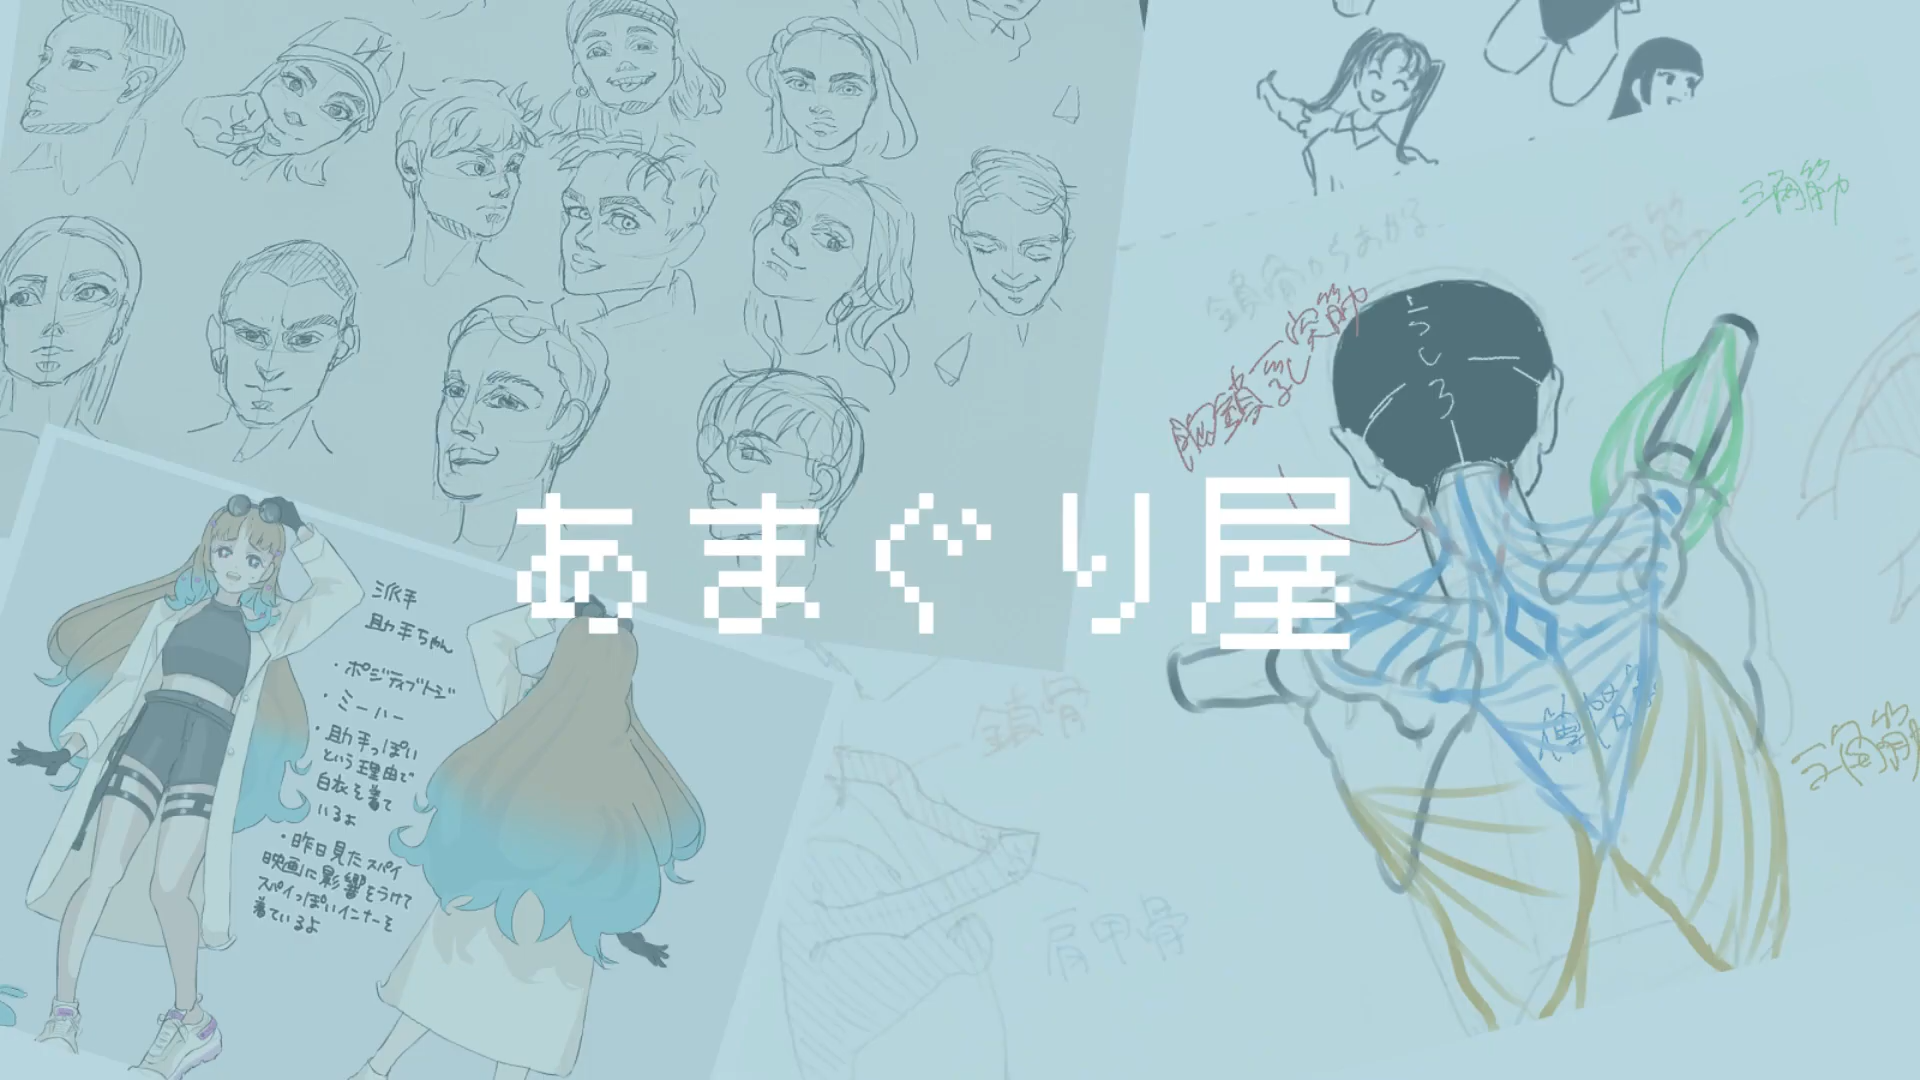 あまぐり屋
三角筋
鎖骨からあがる
三角筋
胸鎖乳突筋
うしろ
僧帽筋
三角筋
鎖骨
肩甲骨
派手
助手ちゃん
・ポジティブドジ
・ミーハー
・助手っぽい
という理由で
白衣を着て
いるよ
・昨日見たスパイ
映画に影響をうけて
スパイっぽいインナーを
着ているよ